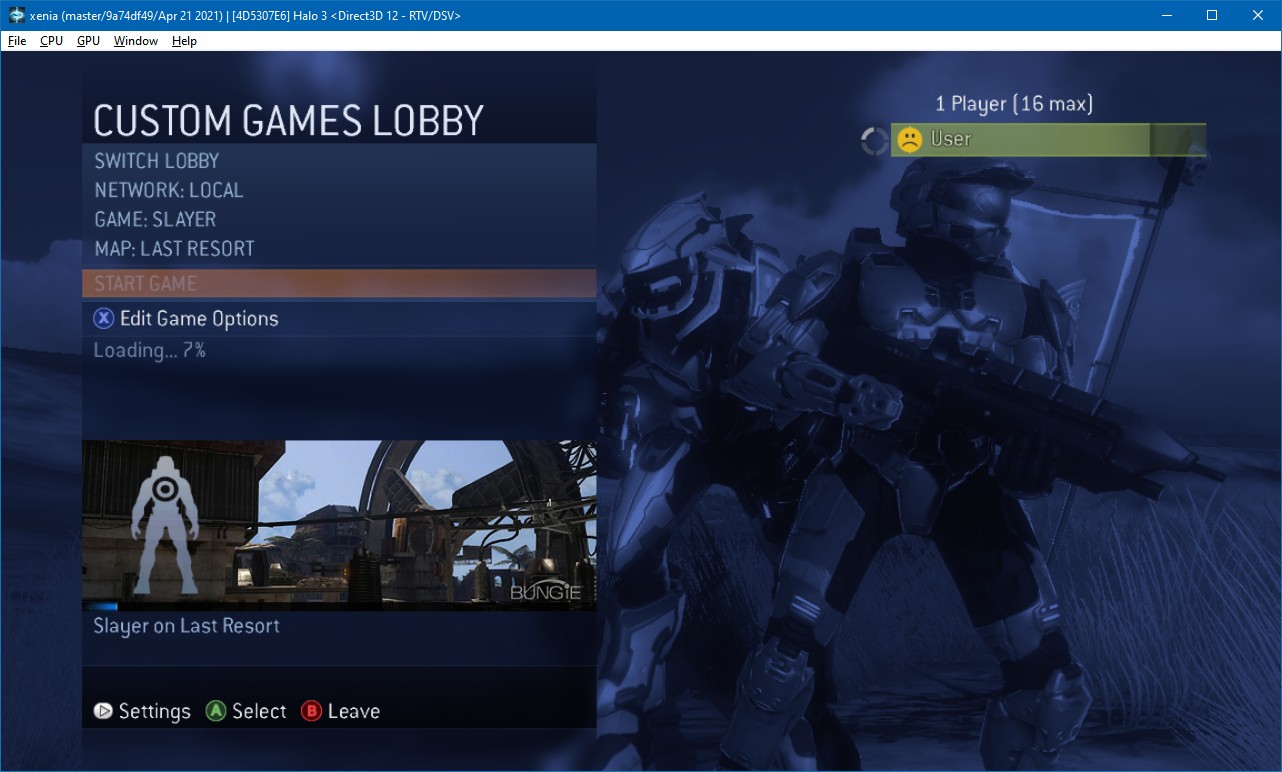 xenia (master/9a74df49/Apr 21 2021) | [4D5307E6] Halo 3 <Direct3D 12 - RTV/DSV>
File CPU GPU Window Help
CUSTOM GAMES LOBBY
SWITCH LOBBY
NETWORK: LOCAL
GAME: SLAYER
MAP: LAST RESORT
START GAME
X Edit Game Options
Loading... 7%
BUNGiE
Slayer on Last Resort
Settings A Select B Leave
1 Player (16 max)
User